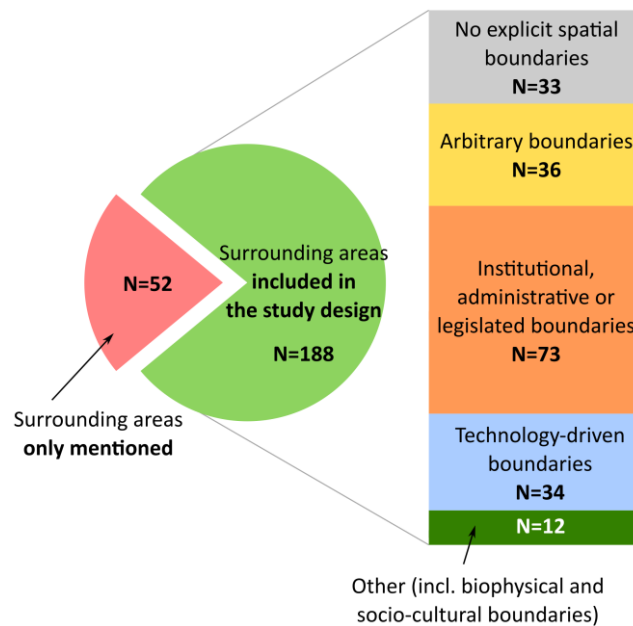 No explicit spatial
boundaries
N=33
Arbitrary boundaries
N=36
Institutional,
administrative or
legislated boundaries
N=73
Technology-driven
boundaries
N=34
N=12
Other (incl. biophysical and
socio-cultural boundaries)
Surrounding areas
included in
the study design
N=188
N=52
Surrounding areas
only mentioned